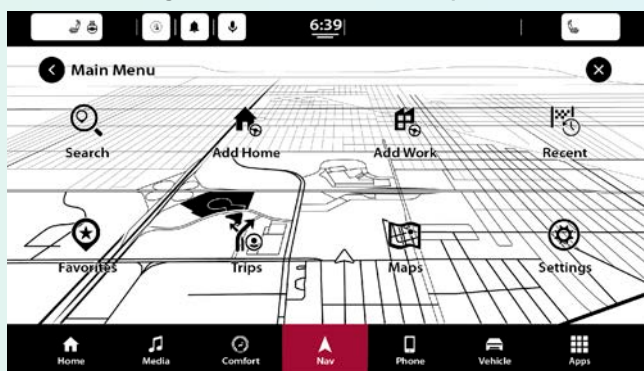 6:39
Main Menu
Search Add Home Add Work Recent
Favorites Trips Maps Settings
Home Media Comfort Nav Phone Vehicle Apps